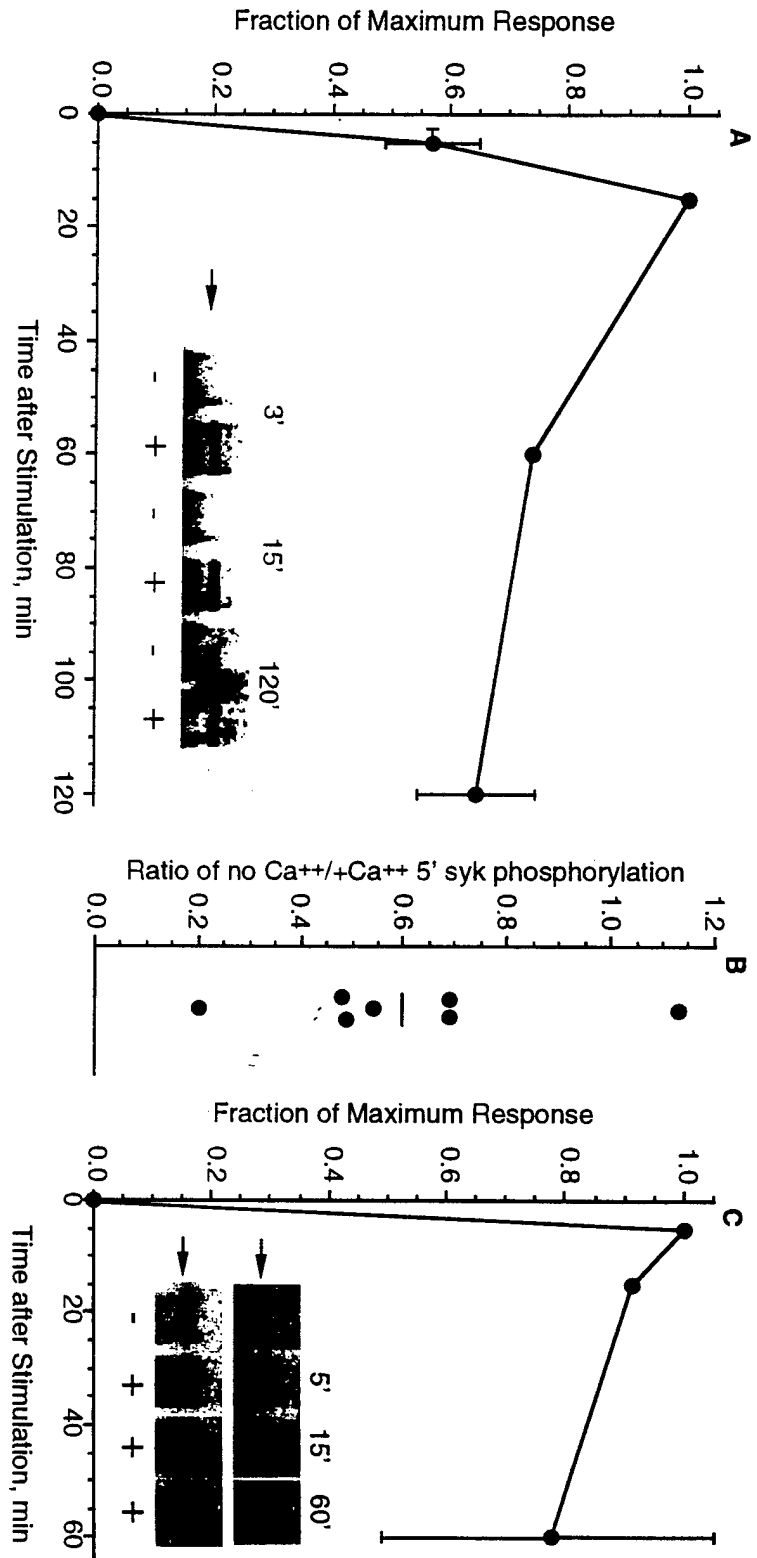 A
Fraction of Maximum Response
1.0
0.8
0.6
0.4
0.2
0.0
0 20 40 60 80 100 120
Time after Stimulation, min
3' 15' 120'
- + - + - +
B
Ratio of no Ca++/+Ca++ 5' syk phosphorylation
1.2
1.0
0.8
0.6
0.4
0.2
0.0
C
Fraction of Maximum Response
1.0
0.8
0.6
0.4
0.2
0.0
0 20 40 60
Time after Stimulation, min
5' 15' 60'
- + + +